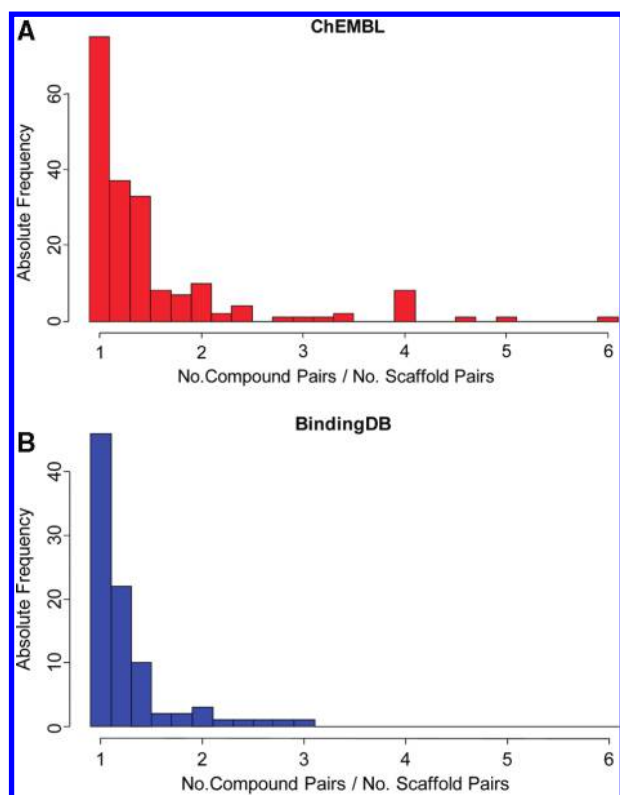 A
ChEMBL
Absolute Frequency
0 20 40 60
1 2 3 4 5 6
No.Compound Pairs / No. Scaffold Pairs
B
BindingDB
Absolute Frequency
0 10 20 30 40
1 2 3 4 5 6
No.Compound Pairs / No. Scaffold Pairs